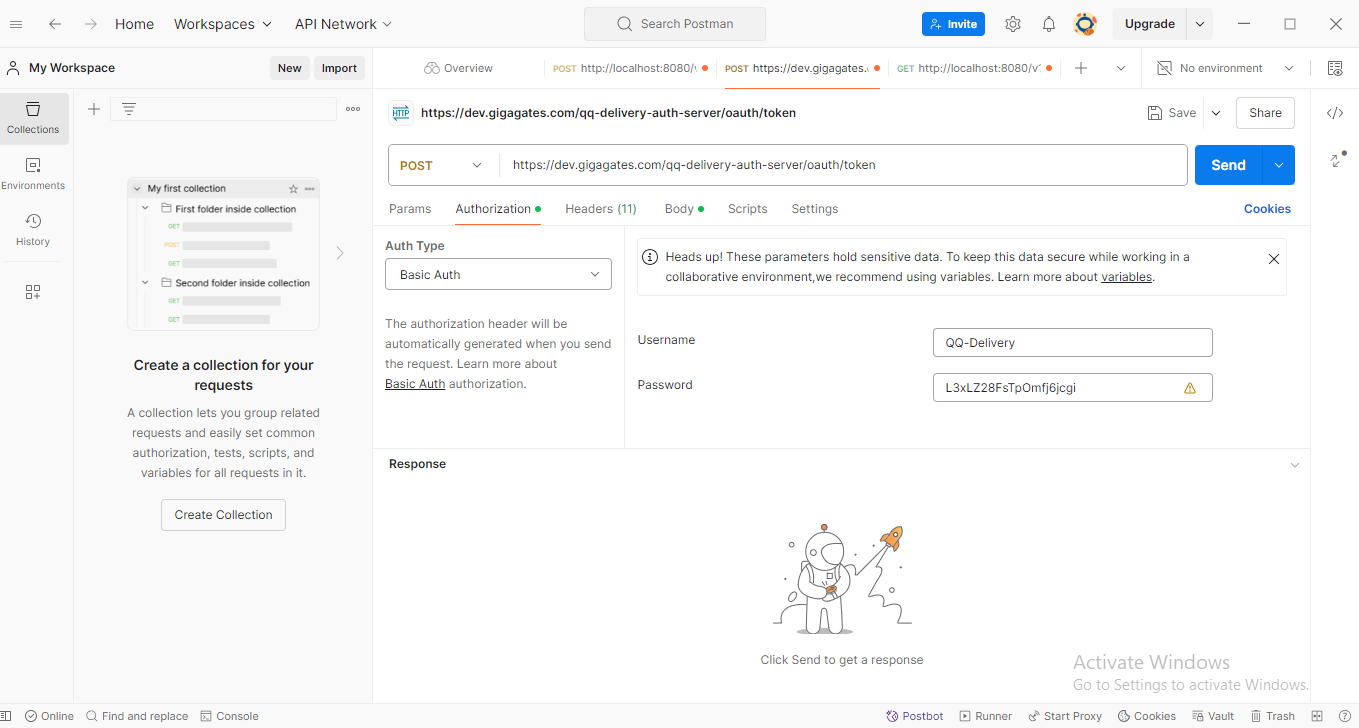 Home Workspaces API Network Search Postman Invite Upgrade
My Workspace New Import Overview POST http://localhost:8080/v POST https://dev.gigagates. GET http://localhost:8080/v No environment
Collections
Environments
History
My first collection
First folder inside collection
GET
POST
GET
Second folder inside collection
GET
GET
Create a collection for your
requests
A collection lets you group related
requests and easily set common
authorization, tests, scripts, and
variables for all requests in it.
Create Collection
HTTP https://dev.gigagates.com/qq-delivery-auth-server/oauth/token Save Share
POST https://dev.gigagates.com/qq-delivery-auth-server/oauth/token Send
Params Authorization Headers (11) Body Scripts Settings Cookies
Auth Type
Basic Auth
The authorization header will be
automatically generated when you send
the request. Learn more about
Basic Auth authorization.
Heads up! These parameters hold sensitive data. To keep this data secure while working in a
collaborative environment,we recommend using variables. Learn more about variables.
Username QQ-Delivery
Password L3xLZ28FsTpOmfj6jcgi
Response
Click Send to get a response
Activate Windows
Go to Settings to activate Windows.
Online Find and replace Console Postbot Runner Start Proxy Cookies Vault Trash